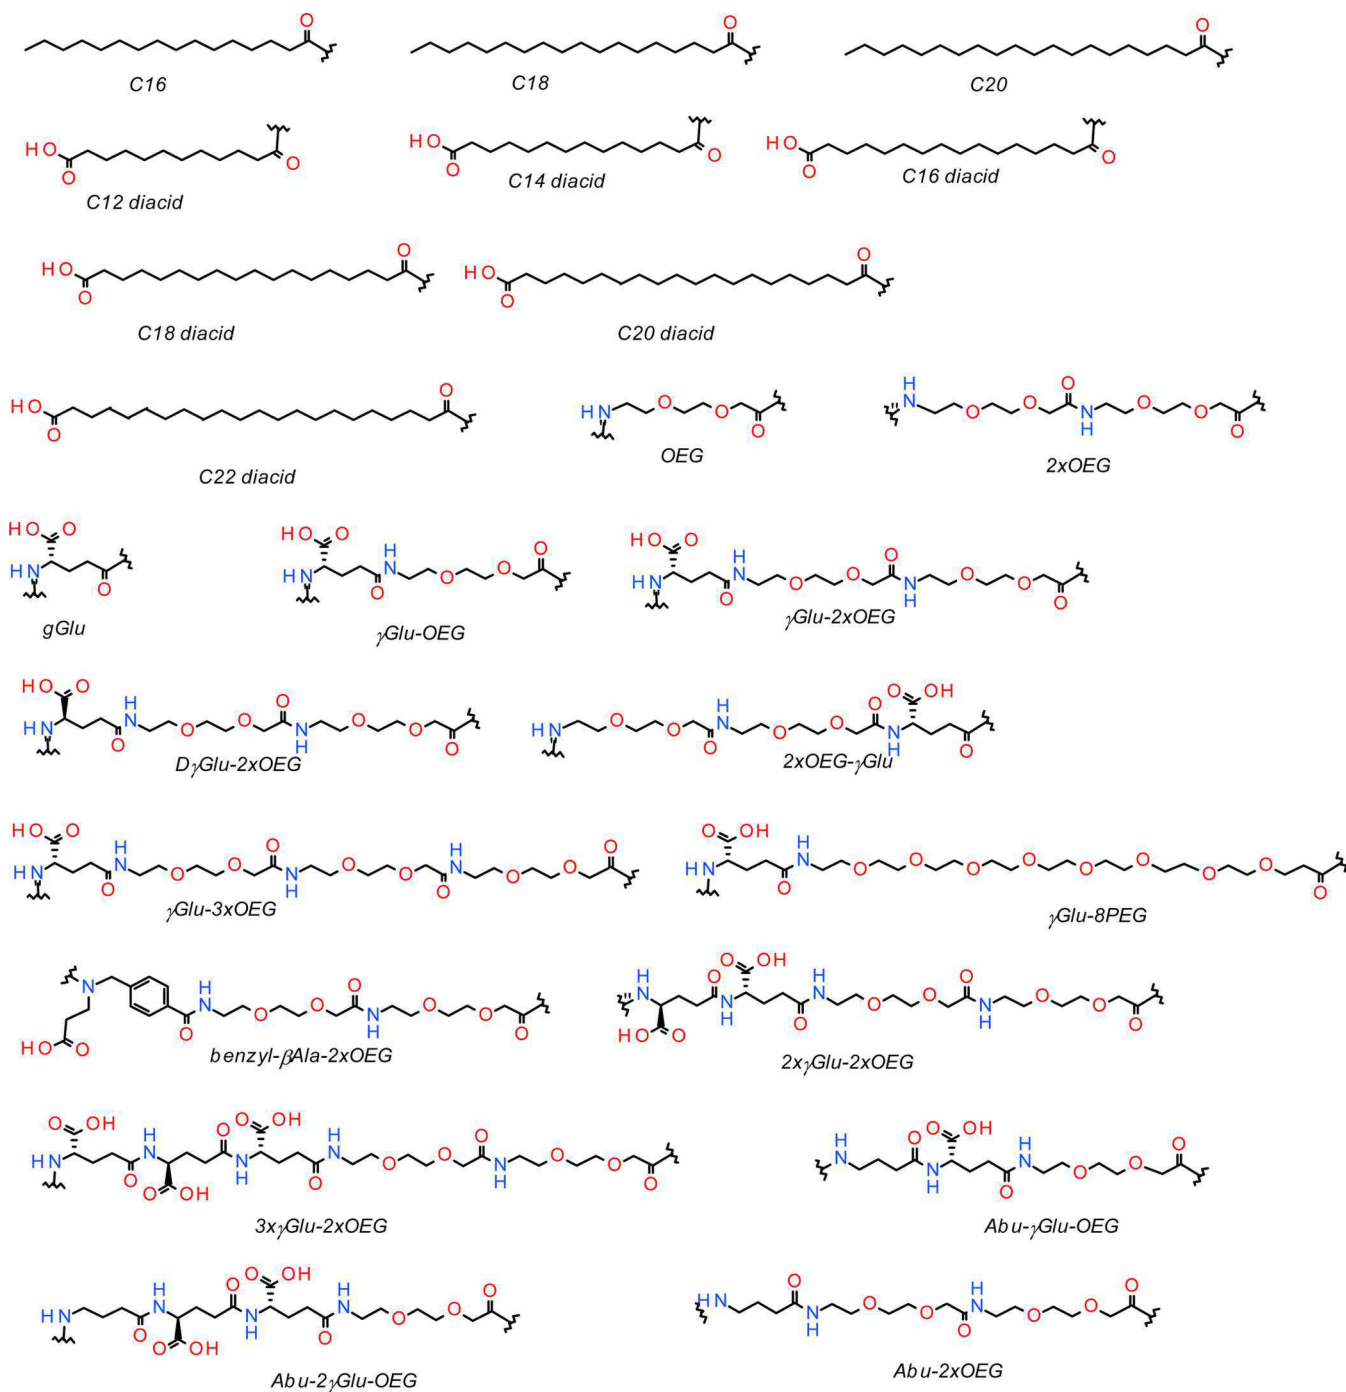 C16
C18
C20
C12 diacid
C14 diacid
C16 diacid
C18 diacid
C20 diacid
C22 diacid
OEG
2xOEG
gGlu
γGlu-OEG
γGlu-2xOEG
DγGlu-2xOEG
2xOEG-γGlu
γGlu-3xOEG
γGlu-8PEG
benzyl-βAla-2xOEG
2xγGlu-2xOEG
3xγGlu-2xOEG
Abu-γGlu-OEG
Abu-2γGlu-OEG
Abu-2xOEG